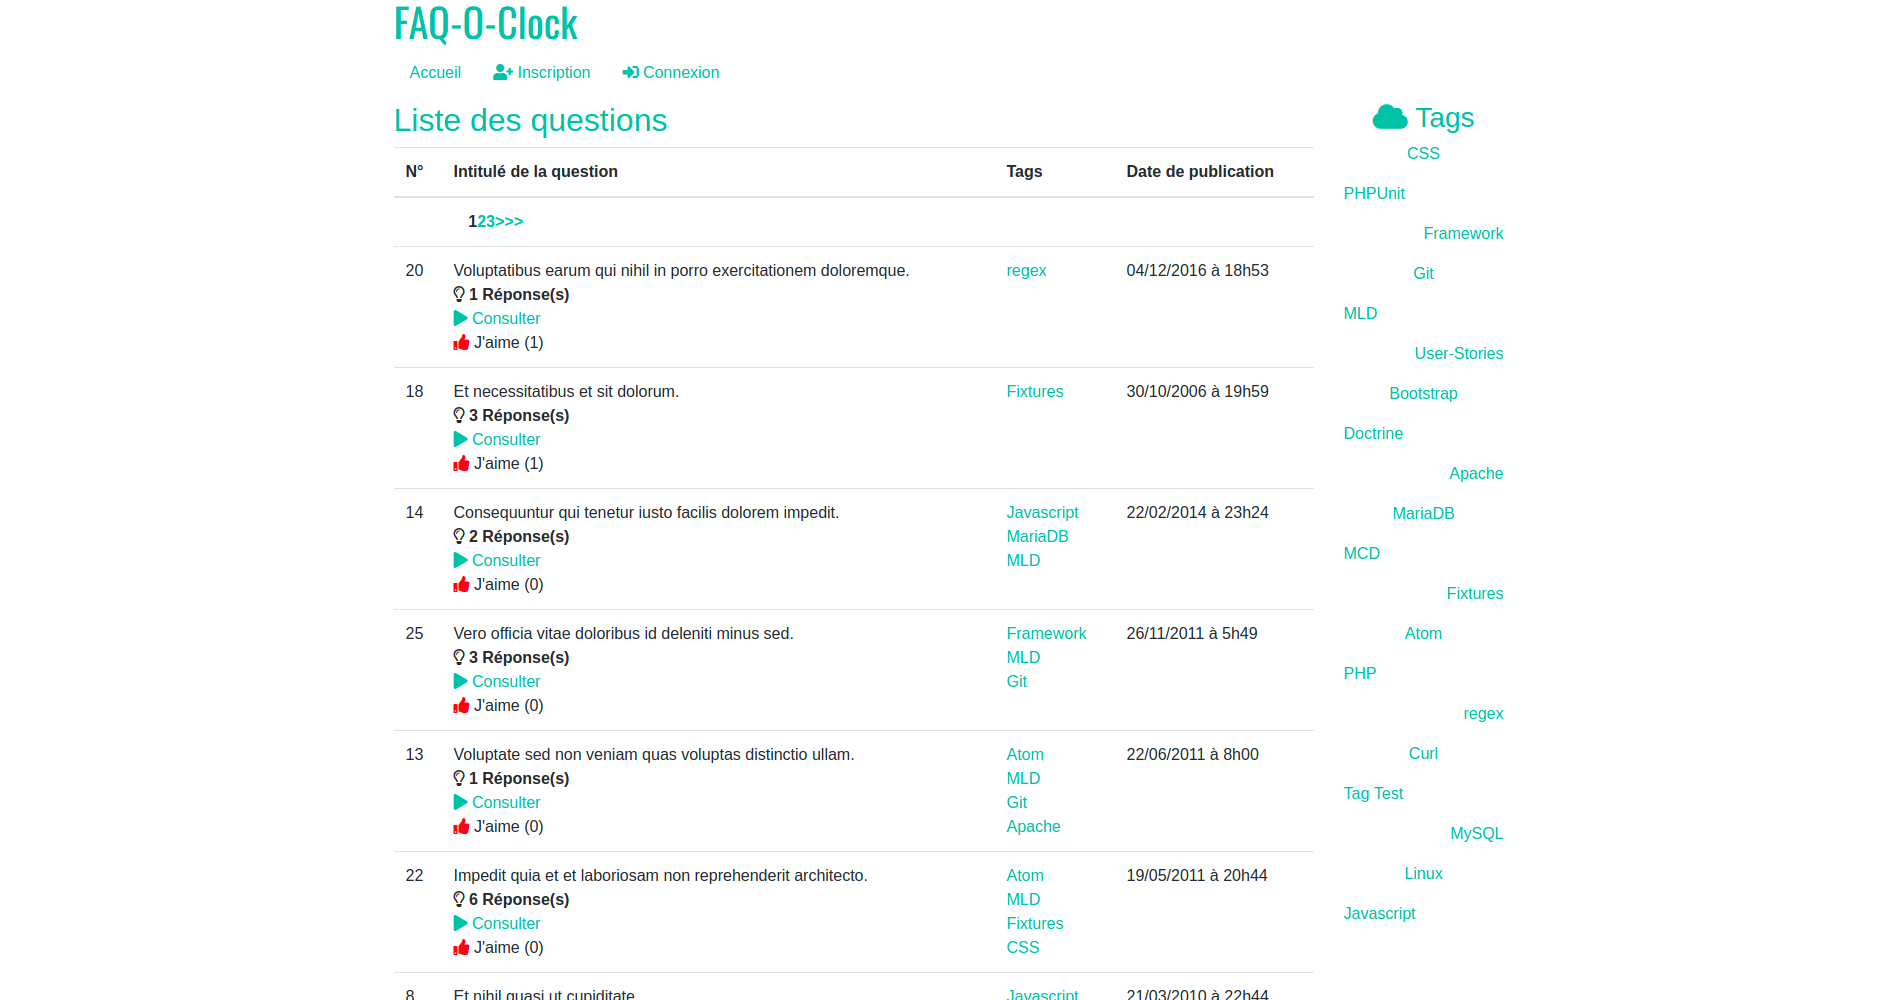 FAQ-O-Clock
Accueil Inscription Connexion
Liste des questions
N° Intitulé de la question Tags Date de publication
123>>>
20 Voluptatibus earum qui nihil in porro exercitationem doloremque. regex 04/12/2016 à 18h53
1 Réponse(s)
Consulter
J'aime (1)
18 Et necessitatibus et sit dolorum. Fixtures 30/10/2006 à 19h59
3 Réponse(s)
Consulter
J'aime (1)
14 Consequuntur qui tenetur iusto facilis dolorem impedit. Javascript 22/02/2014 à 23h24
2 Réponse(s) MariaDB
Consulter MLD
J'aime (0)
25 Vero officia vitae doloribus id deleniti minus sed. Framework 26/11/2011 à 5h49
3 Réponse(s) MLD
Consulter Git
J'aime (0)
13 Voluptate sed non veniam quas voluptas distinctio ullam. Atom 22/06/2011 à 8h00
1 Réponse(s) MLD
Consulter Git
J'aime (0) Apache
22 Impedit quia et et laboriosam non reprehenderit architecto. Atom 19/05/2011 à 20h44
6 Réponse(s) MLD
Consulter Fixtures
J'aime (0) CSS
8 Et nihil quasi ut cupiditate Javascript 21/03/2010 à 22h44
Tags
CSS
PHPUnit
Framework
Git
MLD
User-Stories
Bootstrap
Doctrine
Apache
MariaDB
MCD
Fixtures
Atom
PHP
regex
Curl
Tag Test
MySQL
Linux
Javascript